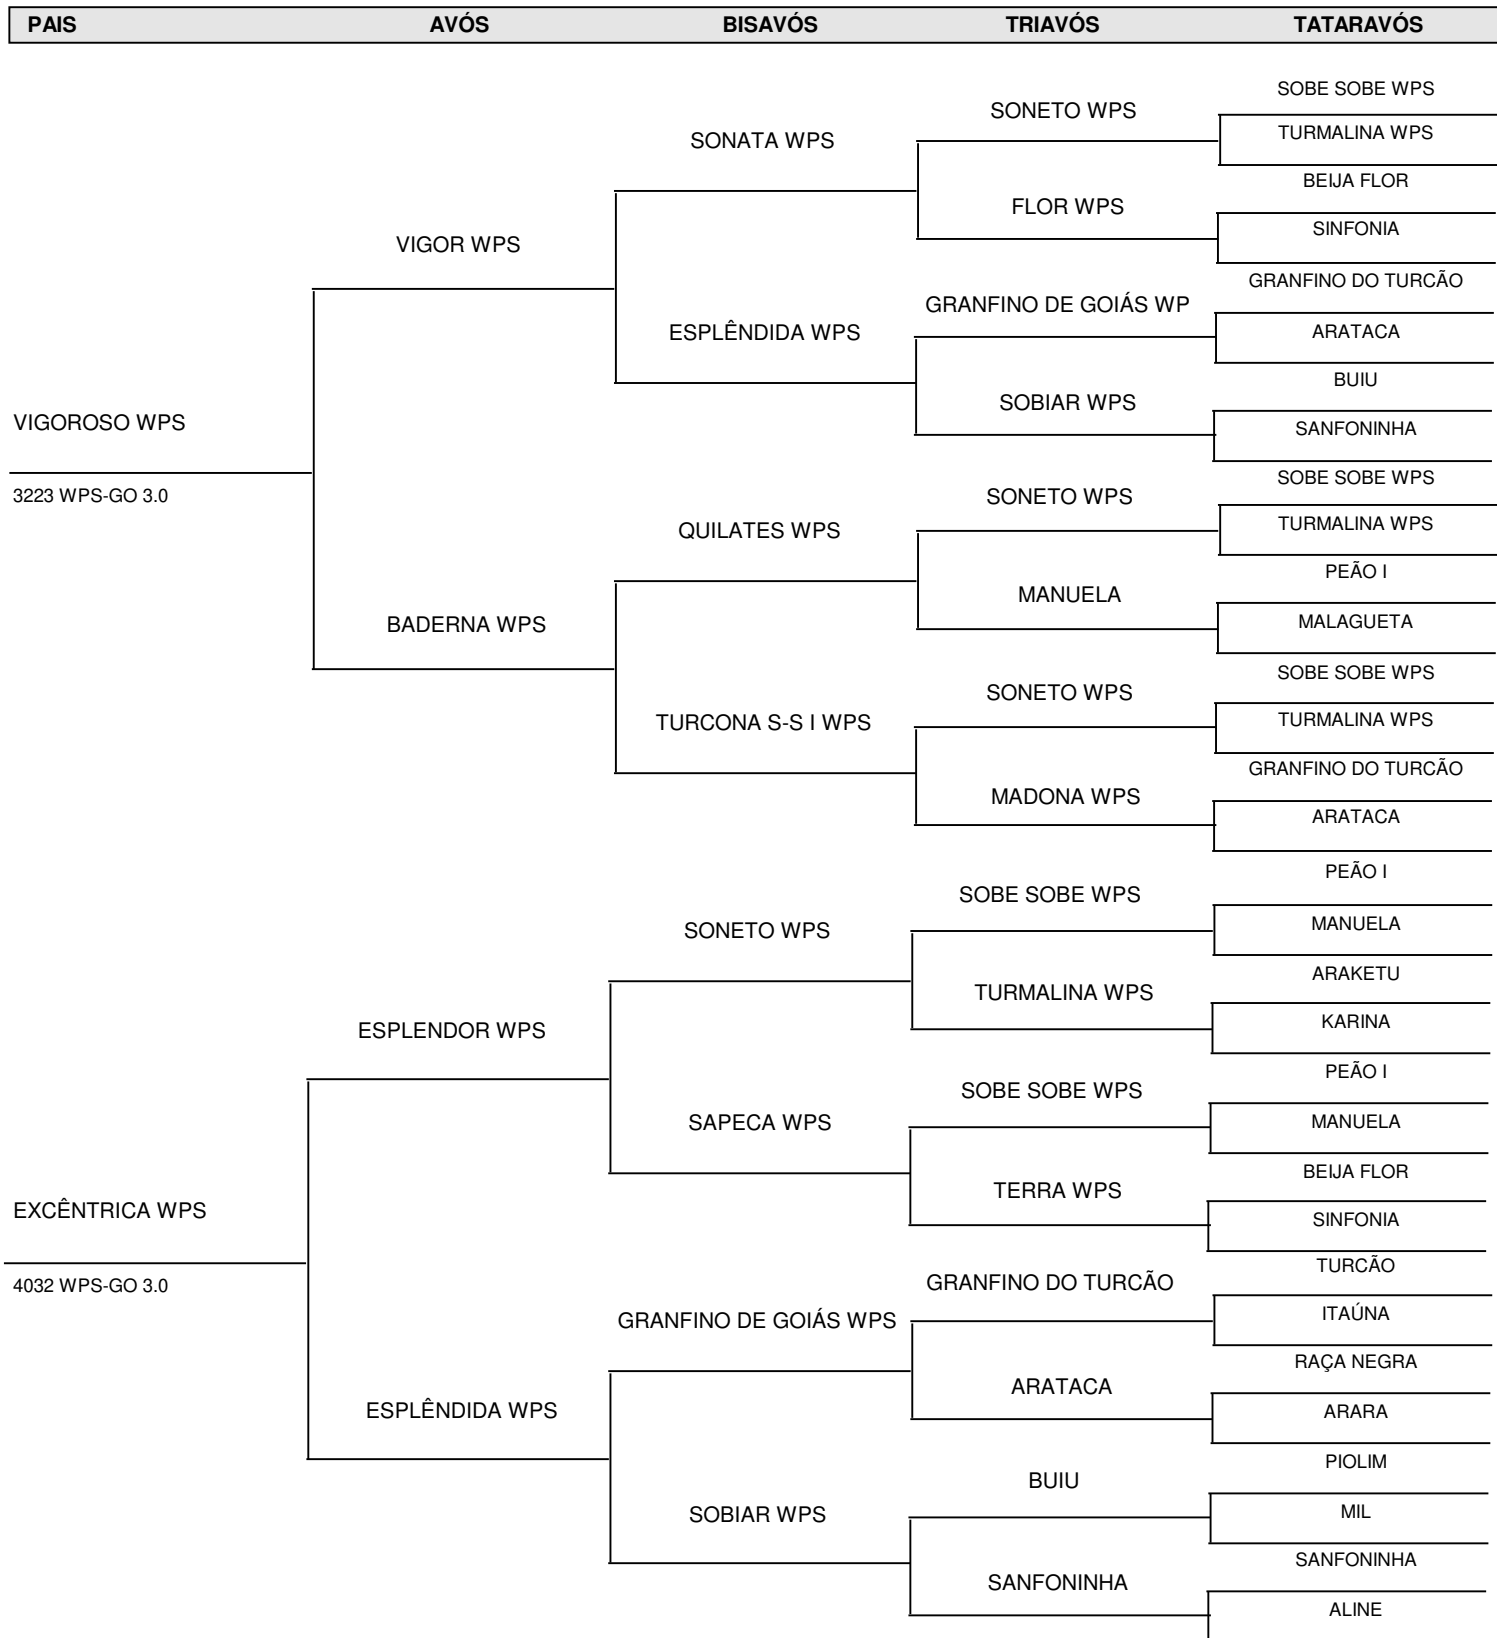 PAIS AVÓS BISAVÓS TRIAVÓS TATARAVÓS
SOBE SOBE WPS
SONETO WPS
TURMALINA WPS
SONATA WPS
BEIJA FLOR
FLOR WPS
SINFONIA
VIGOR WPS
GRANFINO DO TURCÃO
GRANFINO DE GOIÁS WP
ARATACA
ESPLÊNDIDA WPS
BUIU
SOBIAR WPS
VIGOROSO WPS
SANFONINHA
SOBE SOBE WPS
3223 WPS-GO 3.0
SONETO WPS
TURMALINA WPS
QUILATES WPS
PEÃO I
MANUELA
MALAGUETA
BADERNA WPS
SOBE SOBE WPS
SONETO WPS
TURMALINA WPS
TURCONA S-S I WPS
GRANFINO DO TURCÃO
MADONA WPS
ARATACA
PEÃO I
SOBE SOBE WPS
MANUELA
SONETO WPS
ARAKETU
TURMALINA WPS
KARINA
ESPLENDOR WPS
PEÃO I
SOBE SOBE WPS
MANUELA
SAPECA WPS
BEIJA FLOR
TERRA WPS
EXCÊNTRICA WPS
SINFONIA
TURCÃO
4032 WPS-GO 3.0
GRANFINO DO TURCÃO
ITAÚNA
GRANFINO DE GOIÁS WPS
RAÇA NEGRA
ARATACA
ARARA
ESPLÊNDIDA WPS
PIOLIM
BUIU
MIL
SOBIAR WPS
SANFONINHA
SANFONINHA
ALINE